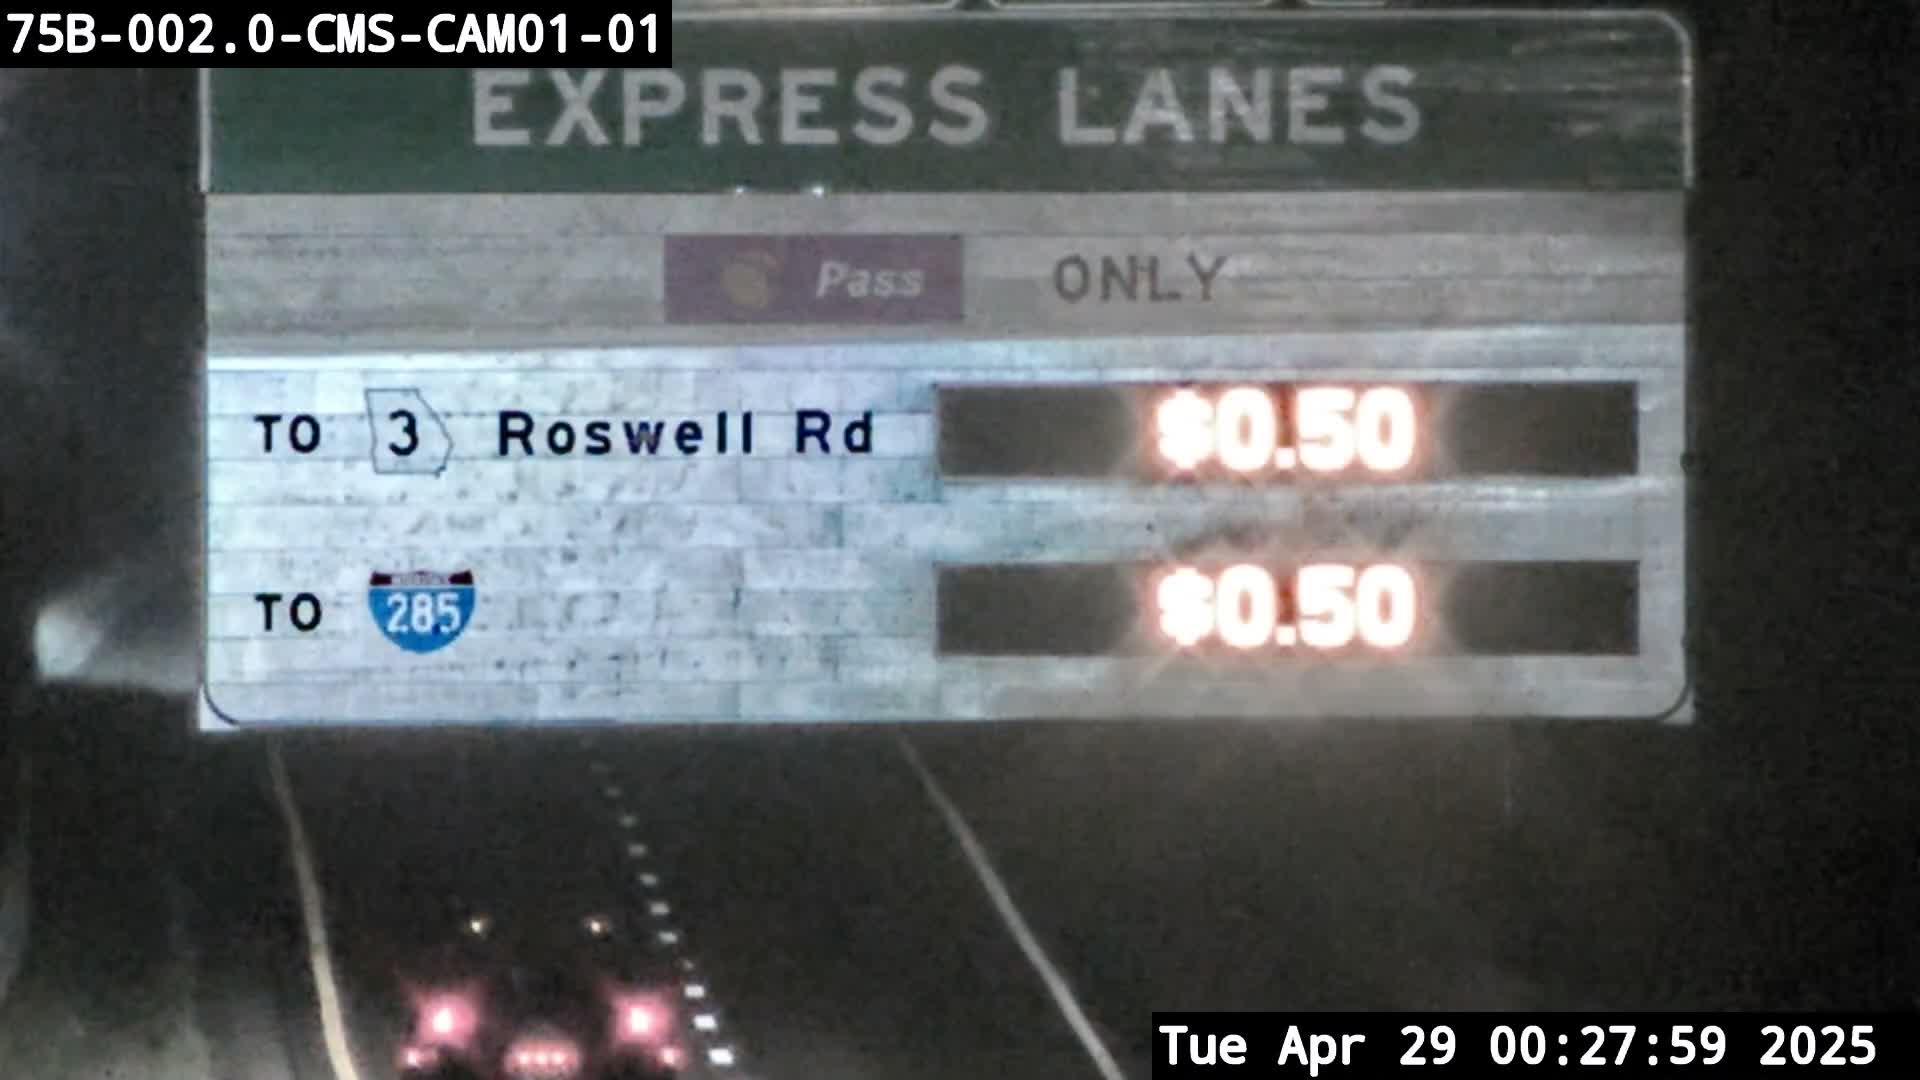 75B-002.0-CMS-CAM01-01
EXPRESS LANES
Pass ONLY
TO 3 Roswell Rd $0.50
TO 285 $0.50
Tue Apr 29 00:27:59 2025